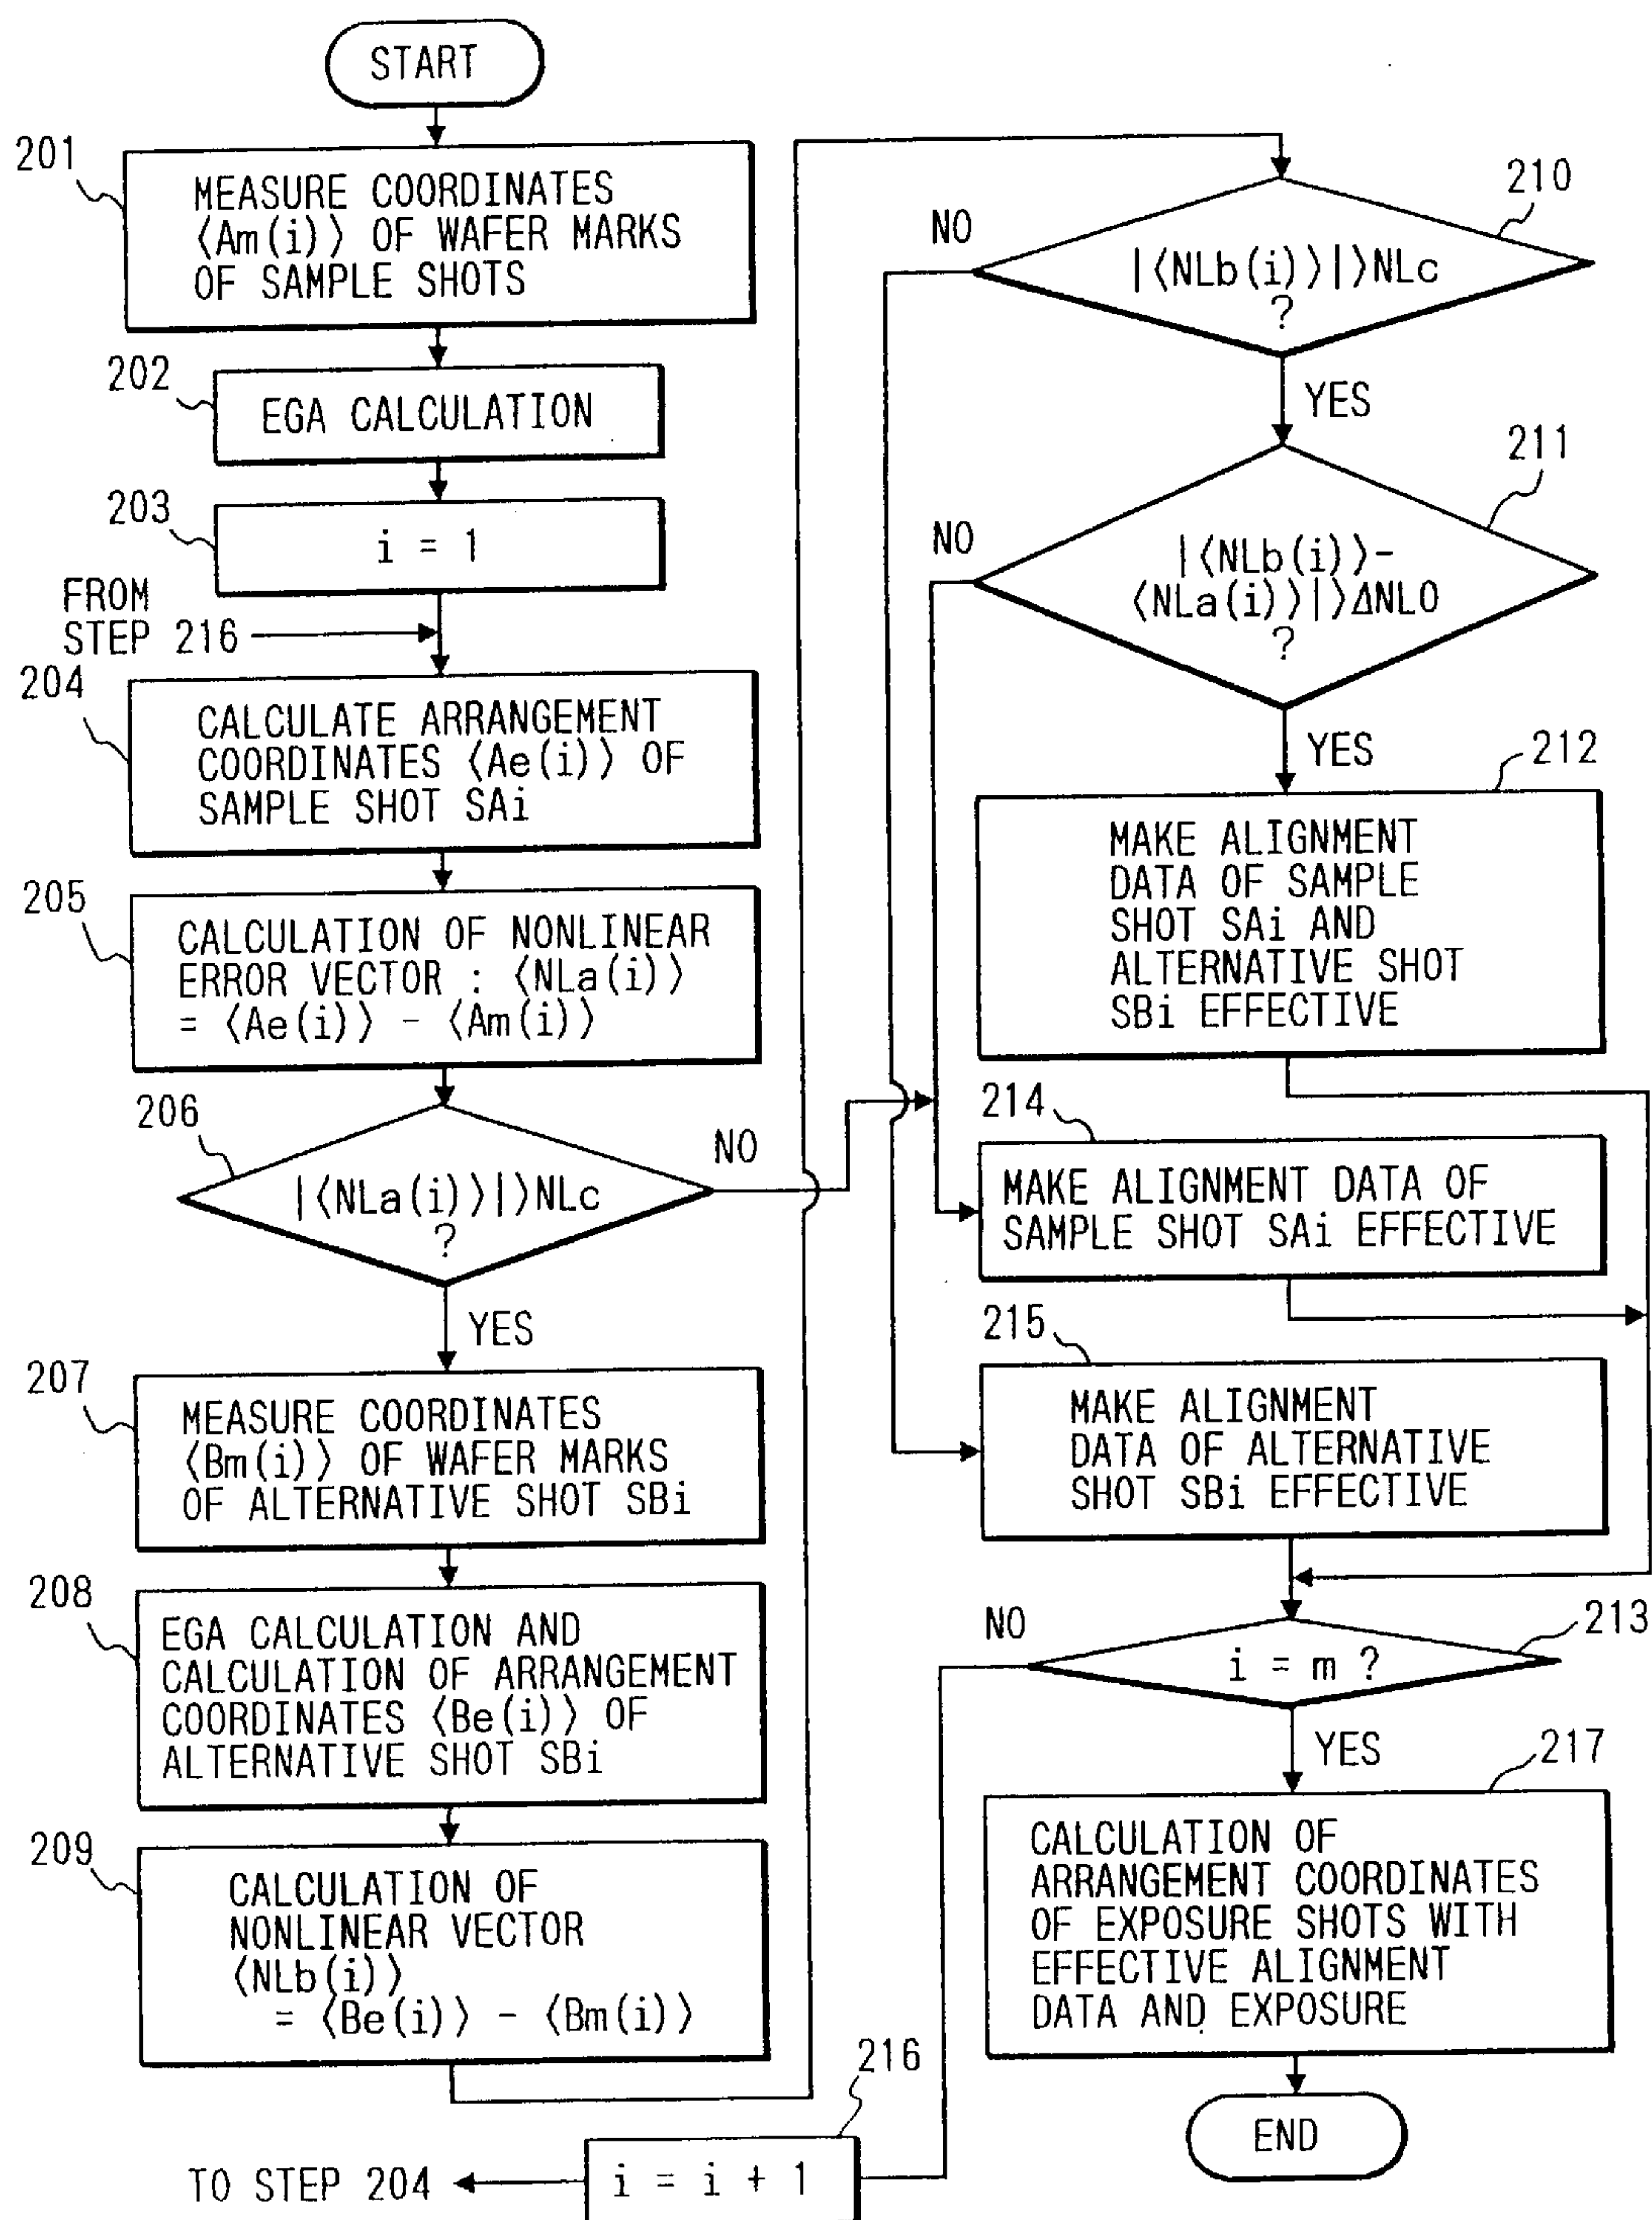 START
201
MEASURE COORDINATES
⟨Am(i)⟩ OF WAFER MARKS
OF SAMPLE SHOTS
202
EGA CALCULATION
203
i = 1
FROM
STEP 216
204
CALCULATE ARRANGEMENT
COORDINATES ⟨Ae(i)⟩ OF
SAMPLE SHOT SAi
205
CALCULATION OF NONLINEAR
ERROR VECTOR : ⟨NLa(i)⟩
= ⟨Ae(i)⟩ - ⟨Am(i)⟩
206
|⟨NLa(i)⟩|⟩NLc
?
NO
YES
207
MEASURE COORDINATES
⟨Bm(i)⟩ OF WAFER MARKS
OF ALTERNATIVE SHOT SBi
208
EGA CALCULATION AND
CALCULATION OF ARRANGEMENT
COORDINATES ⟨Be(i)⟩ OF
ALTERNATIVE SHOT SBi
209
CALCULATION OF
NONLINEAR VECTOR
⟨NLb(i)⟩
= ⟨Be(i)⟩ - ⟨Bm(i)⟩
210
NO
|⟨NLb(i)⟩|⟩NLc
?
YES
211
NO
|⟨NLb(i)⟩-
⟨NLa(i)⟩|⟩ΔNL0
?
YES
212
MAKE ALIGNMENT
DATA OF SAMPLE
SHOT SAi AND
ALTERNATIVE SHOT
SBi EFFECTIVE
214
MAKE ALIGNMENT DATA OF
SAMPLE SHOT SAi EFFECTIVE
215
MAKE ALIGNMENT
DATA OF ALTERNATIVE
SHOT SBi EFFECTIVE
NO
213
i = m ?
YES
217
CALCULATION OF
ARRANGEMENT COORDINATES
OF EXPOSURE SHOTS WITH
EFFECTIVE ALIGNMENT
DATA AND EXPOSURE
END
216
i = i + 1
TO STEP 204